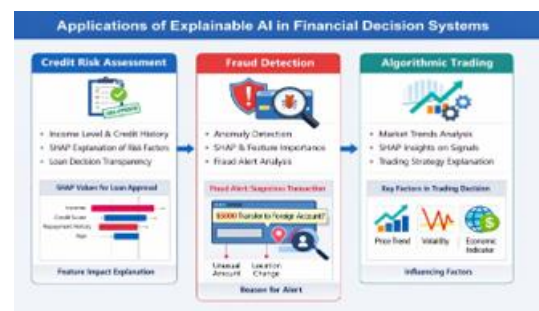 Applications of Explainable AI in Financial Decision Systems
Credit Risk Assessment
• Income Level & Credit History
• SHAP Explanation of Risk Factors
• Loan Decision Transparency
SHAP Values for Loan Approval
Income
Credit Score
Repayment History
Age
Feature Impact Explanation
Fraud Detection
• Anomaly Detection
• SHAP & Feature Importance
• Fraud Alert Analysis
Fraud Alert: Suspicious Transaction
$5000 Transfer to Foreign Account?
Unusual Amount
Location Change
Reason for Alert
Algorithmic Trading
• Market Trends Analysis
• SHAP Insights on Signals
• Trading Strategy Explanation
Key Factors in Trading Decision
Price Trend
Volatility
Economic
Indicator
Influencing Factors